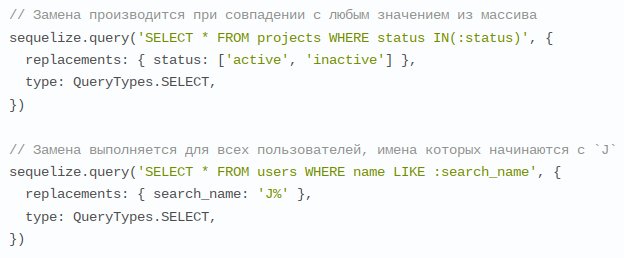 // Замена производится при совпадении с любым значением из массива
sequelize.query('SELECT * FROM projects WHERE status IN(:status)', {
  replacements: { status: ['active', 'inactive'] },
  type: QueryTypes.SELECT,
})

// Замена выполняется для всех пользователей, имена которых начинаются с `J`
sequelize.query('SELECT * FROM users WHERE name LIKE :search_name', {
  replacements: { search_name: 'J%' },
  type: QueryTypes.SELECT,
})